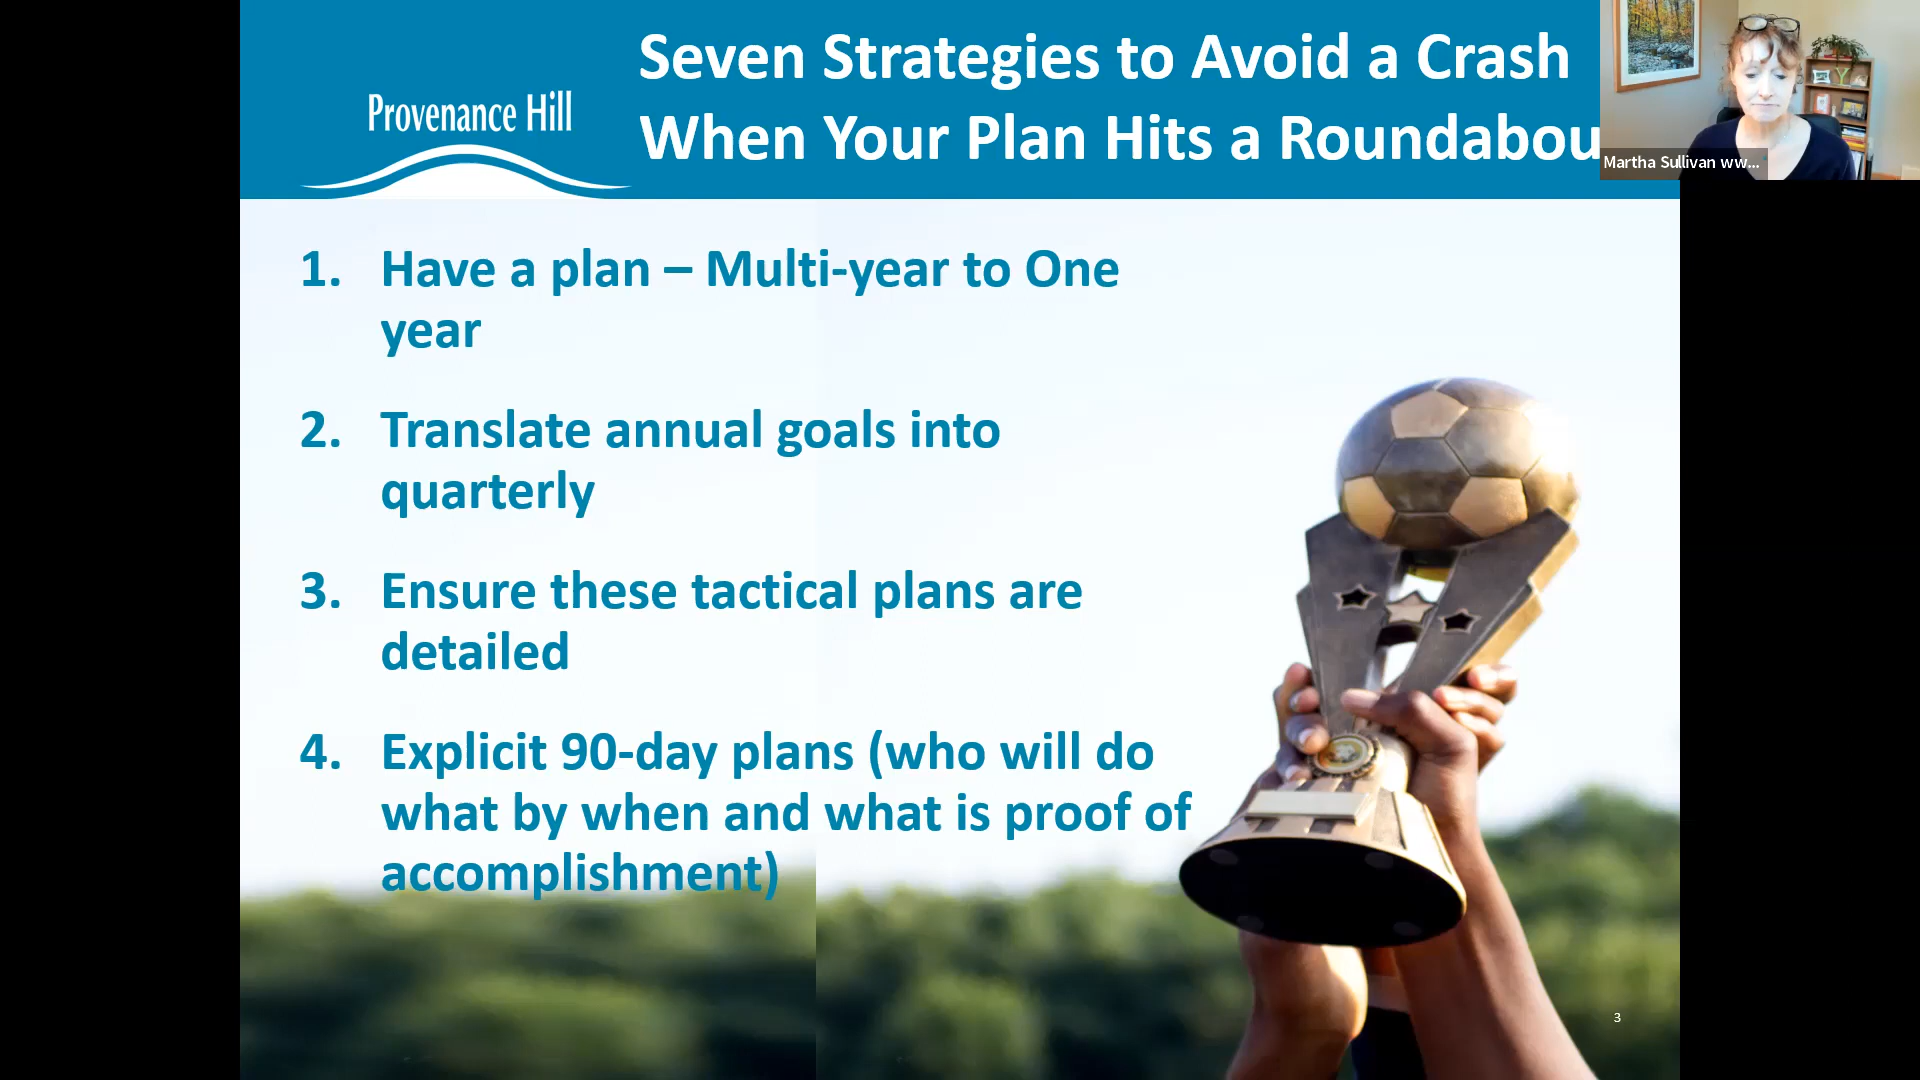 Provenance Hill
Seven Strategies to Avoid a Crash
When Your Plan Hits a Roundabou
Martha Sullivan ww...
1. Have a plan – Multi-year to One
year
2. Translate annual goals into
quarterly
3. Ensure these tactical plans are
detailed
4. Explicit 90-day plans (who will do
what by when and what is proof of
accomplishment)
3